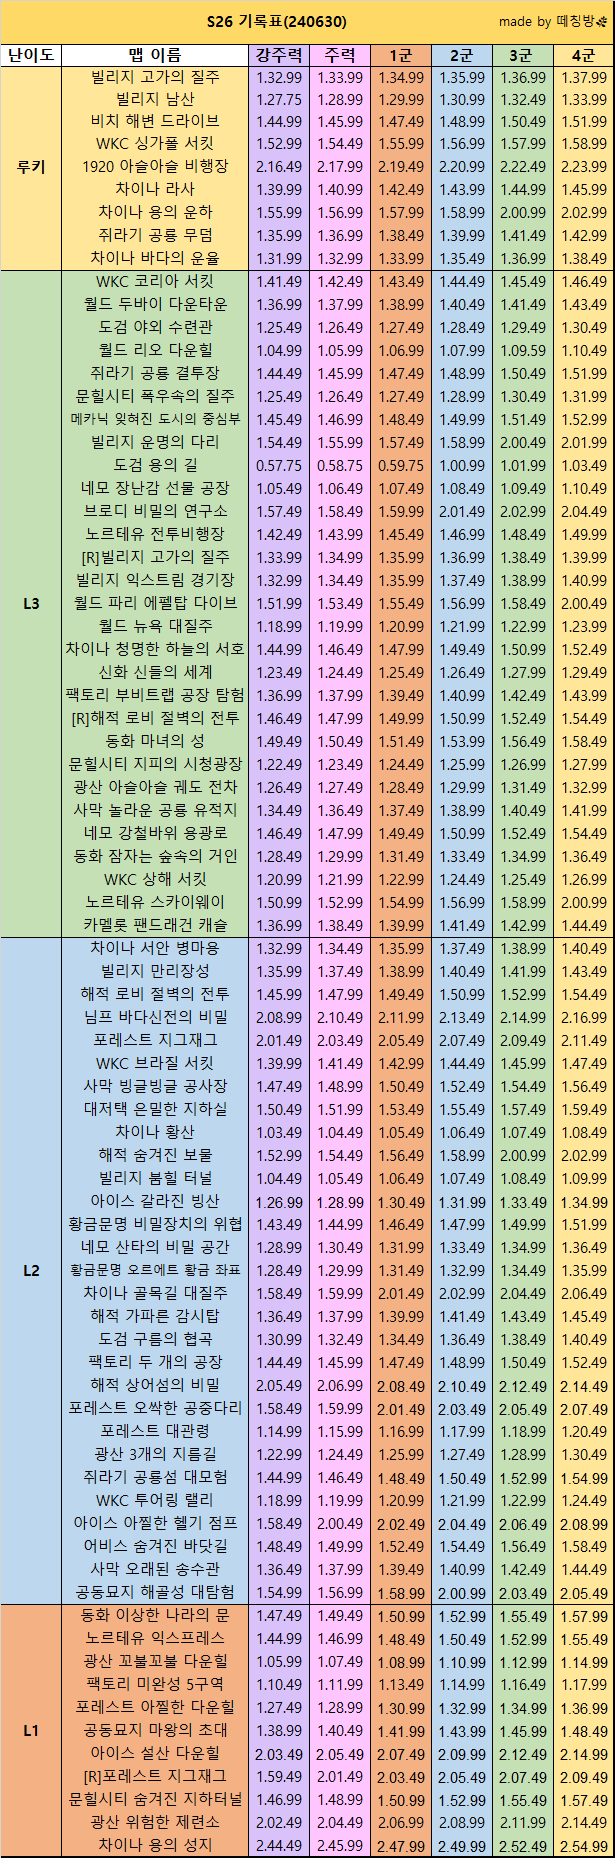 S26 기록표(240630) made by 떼칭방
난이도 맵 이름 강주력 주력 1군 2군 3군 4군
빌리지 고가의 질주 1.32.99 1.33.99 1.34.99 1.35.99 1.36.99 1.37.99
빌리지 남산 1.27.75 1.28.99 1.29.99 1.30.99 1.32.49 1.33.99
비치 해변 드라이브 1.44.99 1.45.99 1.47.49 1.48.99 1.50.49 1.51.99
WKC 싱가폴 서킷 1.52.99 1.54.49 1.55.99 1.56.99 1.57.99 1.58.99
루키 1920 아슬아슬 비행장 2.16.49 2.17.99 2.19.49 2.20.99 2.22.49 2.23.99
차이나 라사 1.39.99 1.40.99 1.42.49 1.43.99 1.44.99 1.45.99
차이나 용의 운하 1.55.99 1.56.99 1.57.99 1.58.99 2.00.99 2.02.99
쥐라기 공룡 무덤 1.35.99 1.36.99 1.38.49 1.39.99 1.41.49 1.42.99
차이나 바다의 운율 1.31.99 1.32.99 1.33.99 1.35.49 1.36.99 1.38.49
WKC 코리아 서킷 1.41.49 1.42.49 1.43.49 1.44.49 1.45.49 1.46.49
월드 두바이 다운타운 1.36.99 1.37.99 1.38.99 1.40.49 1.41.49 1.43.49
도검 야외 수련관 1.25.49 1.26.49 1.27.49 1.28.49 1.29.49 1.30.49
월드 리오 다운힐 1.04.99 1.05.99 1.06.99 1.07.99 1.09.59 1.10.49
쥐라기 공룡 결투장 1.44.49 1.45.99 1.47.49 1.48.99 1.50.49 1.51.99
문힐시티 폭우속의 질주 1.25.49 1.26.49 1.27.49 1.28.99 1.30.49 1.31.99
메카닉 잊혀진 도시의 중심부 1.45.49 1.46.99 1.48.49 1.49.99 1.51.49 1.52.99
빌리지 운명의 다리 1.54.49 1.55.99 1.57.49 1.58.99 2.00.49 2.01.99
도검 용의 길 0.57.75 0.58.75 0.59.75 1.00.99 1.01.99 1.03.49
네모 장난감 선물 공장 1.05.49 1.06.49 1.07.49 1.08.49 1.09.49 1.10.49
브로디 비밀의 연구소 1.57.49 1.58.49 1.59.99 2.01.49 2.02.99 2.04.49
노르테유 전투비행장 1.42.49 1.43.99 1.45.49 1.46.99 1.48.49 1.49.99
[R]빌리지 고가의 질주 1.33.99 1.34.99 1.35.99 1.36.99 1.38.49 1.39.99
빌리지 익스트림 경기장 1.32.99 1.34.49 1.35.99 1.37.49 1.38.99 1.40.99
L3 월드 파리 에펠탑 다이브 1.51.99 1.53.49 1.55.49 1.56.99 1.58.49 2.00.49
월드 뉴욕 대질주 1.18.99 1.19.99 1.20.99 1.21.99 1.22.99 1.23.99
차이나 청명한 하늘의 서호 1.44.99 1.46.49 1.47.99 1.49.49 1.50.99 1.52.49
신화 신들의 세계 1.23.49 1.24.49 1.25.49 1.26.49 1.27.99 1.29.49
팩토리 부비트랩 공장 탐험 1.36.99 1.37.99 1.39.49 1.40.99 1.42.49 1.43.99
[R]해적 로비 절벽의 전투 1.46.49 1.47.99 1.49.99 1.50.99 1.52.49 1.54.49
동화 마녀의 성 1.49.49 1.50.49 1.51.49 1.53.99 1.56.49 1.58.49
문힐시티 지피의 시청광장 1.22.49 1.23.49 1.24.49 1.25.99 1.26.99 1.27.99
광산 아슬아슬 궤도 전차 1.26.49 1.27.49 1.28.49 1.29.99 1.31.49 1.32.99
사막 놀라운 공룡 유적지 1.34.49 1.36.49 1.37.49 1.38.99 1.40.49 1.41.99
네모 강철바위 용광로 1.46.49 1.47.99 1.49.49 1.50.99 1.52.49 1.54.49
동화 잠자는 숲속의 거인 1.28.49 1.29.99 1.31.49 1.33.49 1.34.99 1.36.49
WKC 상해 서킷 1.20.99 1.21.99 1.22.99 1.24.49 1.25.49 1.26.99
노르테유 스카이웨이 1.50.99 1.52.99 1.54.99 1.56.99 1.58.99 2.00.99
카멜롯 팬드래건 캐슬 1.36.99 1.38.49 1.39.99 1.41.49 1.42.99 1.44.49
차이나 서안 병마용 1.32.99 1.34.49 1.35.99 1.37.49 1.38.99 1.40.49
빌리지 만리장성 1.35.99 1.37.49 1.38.99 1.40.49 1.41.99 1.43.49
해적 로비 절벽의 전투 1.45.99 1.47.99 1.49.49 1.50.99 1.52.99 1.54.49
님프 바다신전의 비밀 2.08.99 2.10.49 2.11.99 2.13.49 2.14.99 2.16.99
포레스트 지그재그 2.01.49 2.03.49 2.05.49 2.07.49 2.09.49 2.11.49
WKC 브라질 서킷 1.39.99 1.41.49 1.42.99 1.44.49 1.45.99 1.47.49
사막 빙글빙글 공사장 1.47.49 1.48.99 1.50.49 1.52.49 1.54.49 1.56.49
대저택 은밀한 지하실 1.50.49 1.51.99 1.53.49 1.55.49 1.57.49 1.59.49
차이나 황산 1.03.49 1.04.49 1.05.49 1.06.49 1.07.49 1.08.49
해적 숨겨진 보물 1.52.99 1.54.49 1.56.49 1.58.99 2.00.99 2.02.99
빌리지 붐힐 터널 1.04.49 1.05.49 1.06.49 1.07.49 1.08.49 1.09.99
아이스 갈라진 빙산 1.26.99 1.28.99 1.30.49 1.31.99 1.33.49 1.34.99
황금문명 비밀장치의 위협 1.43.49 1.44.99 1.46.49 1.47.99 1.49.99 1.51.99
네모 산타의 비밀 공간 1.28.99 1.30.49 1.31.99 1.33.49 1.34.99 1.36.49
L2 황금문명 오르에트 황금 좌표 1.28.49 1.29.99 1.31.49 1.32.99 1.34.49 1.35.99
차이나 골목길 대질주 1.58.49 1.59.99 2.01.49 2.02.99 2.04.49 2.06.49
해적 가파른 감시탑 1.36.49 1.37.99 1.39.99 1.41.49 1.43.49 1.45.49
도검 구름의 협곡 1.30.99 1.32.49 1.34.49 1.36.49 1.38.49 1.40.49
팩토리 두 개의 공장 1.44.49 1.45.99 1.47.49 1.48.99 1.50.49 1.52.49
해적 상어섬의 비밀 2.05.49 2.06.99 2.08.49 2.10.49 2.12.49 2.14.49
포레스트 오싹한 공중다리 1.58.49 1.59.99 2.01.49 2.03.49 2.05.49 2.07.49
포레스트 대관령 1.14.99 1.15.99 1.16.99 1.17.99 1.18.99 1.20.49
광산 3개의 지름길 1.22.99 1.24.49 1.25.99 1.27.49 1.28.99 1.30.49
쥐라기 공룡섬 대모험 1.44.99 1.46.49 1.48.49 1.50.49 1.52.99 1.54.99
WKC 투어링 랠리 1.18.99 1.19.99 1.20.99 1.21.99 1.22.99 1.24.49
아이스 아찔한 헬기 점프 1.58.49 2.00.49 2.02.49 2.04.49 2.06.49 2.08.99
어비스 숨겨진 바닷길 1.48.49 1.49.99 1.52.49 1.54.49 1.56.49 1.58.49
사막 오래된 송수관 1.36.49 1.37.99 1.39.49 1.40.99 1.42.49 1.44.49
공동묘지 해골성 대탐험 1.54.99 1.56.99 1.58.99 2.00.99 2.03.49 2.05.49
동화 이상한 나라의 문 1.47.49 1.49.49 1.50.99 1.52.99 1.55.49 1.57.99
노르테유 익스프레스 1.44.99 1.46.99 1.48.49 1.50.49 1.52.99 1.55.49
광산 꼬불꼬불 다운힐 1.05.99 1.07.49 1.08.99 1.10.99 1.12.99 1.14.99
팩토리 미완성 5구역 1.10.49 1.11.99 1.13.49 1.14.99 1.16.49 1.17.99
포레스트 아찔한 다운힐 1.27.49 1.28.99 1.30.99 1.32.99 1.34.99 1.36.99
L1 공동묘지 마왕의 초대 1.38.99 1.40.49 1.41.99 1.43.99 1.45.99 1.48.49
아이스 설산 다운힐 2.03.49 2.05.49 2.07.49 2.09.99 2.12.49 2.14.99
[R]포레스트 지그재그 1.59.49 2.01.49 2.03.49 2.05.49 2.07.49 2.09.49
문힐시티 숨겨진 지하터널 1.46.99 1.48.99 1.50.99 1.52.99 1.55.49 1.57.49
광산 위험한 제련소 2.02.49 2.04.49 2.06.99 2.08.99 2.11.99 2.14.49
차이나 용의 성지 2.44.49 2.45.99 2.47.99 2.49.99 2.52.49 2.54.99